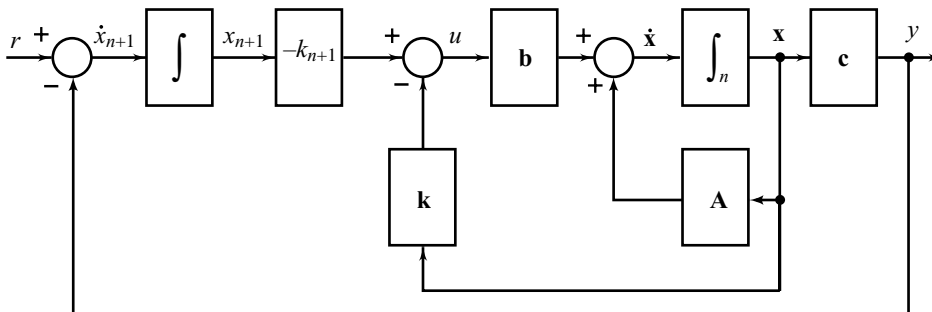 r + − ẋₙ₊₁ ∫ xₙ₊₁ −kₙ₊₁ + − u b + + ẋ ∫ₙ x c y
k A